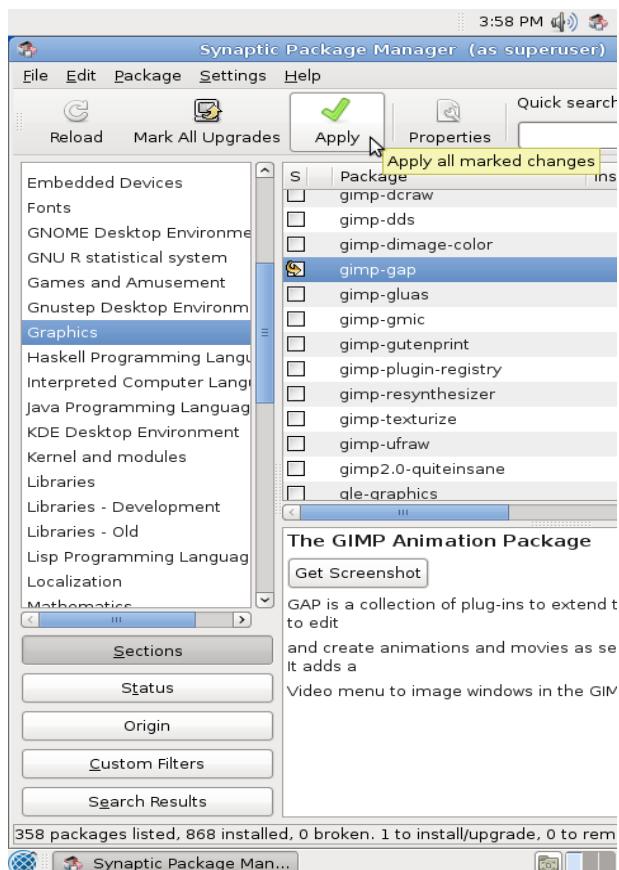 3:58 PM
Synaptic Package Manager (as superuser)
File Edit Package Settings Help
Quick search
Reload Mark All Upgrades Apply Properties
Apply all marked changes
Embedded Devices
Fonts
GNOME Desktop Environme
GNU R statistical system
Games and Amusement
Gnustep Desktop Environm
Graphics
Haskell Programming Langu
Interpreted Computer Langu
Java Programming Languag
KDE Desktop Environment
Kernel and modules
Libraries
Libraries - Development
Libraries - Old
Lisp Programming Languag
Localization
Mathematics
S Package Ins
gimp-dcraw
gimp-dds
gimp-dimage-color
gimp-gap
gimp-gluas
gimp-gmic
gimp-gutenprint
gimp-plugin-registry
gimp-resynthesizer
gimp-texturize
gimp-ufraw
gimp2.0-quiteinsane
gle-graphics
Sections
Status
Origin
Custom Filters
Search Results
The GIMP Animation Package
Get Screenshot
GAP is a collection of plug-ins to extend t
to edit
and create animations and movies as se
It adds a
Video menu to image windows in the GIM
358 packages listed, 868 installed, 0 broken. 1 to install/upgrade, 0 to rem
Synaptic Package Man...